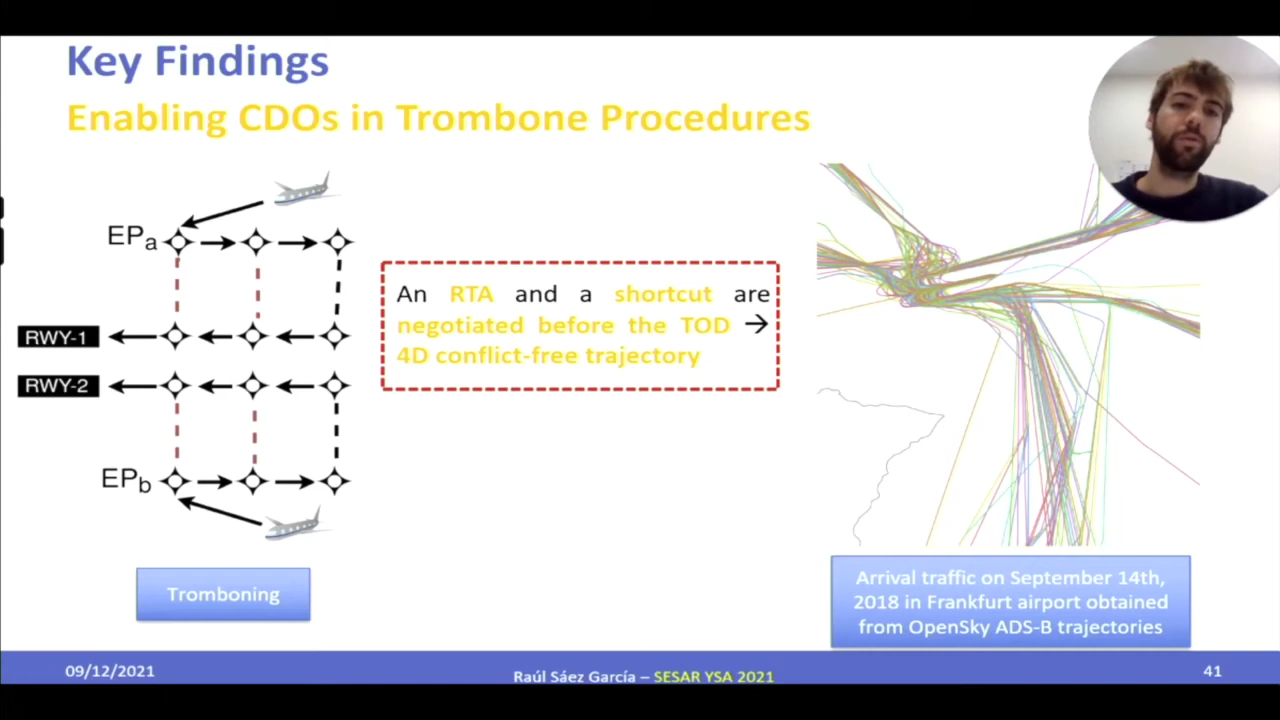 Key Findings
Enabling CDOs in Trombone Procedures
EPa
RWY-1
RWY-2
EPb
Tromboning
An RTA and a shortcut are
negotiated before the TOD →
4D conflict-free trajectory
Arrival traffic on September 14th,
2018 in Frankfurt airport obtained
from OpenSky ADS-B trajectories
09/12/2021
Raúl Sáez García – SESAR YSA 2021
41